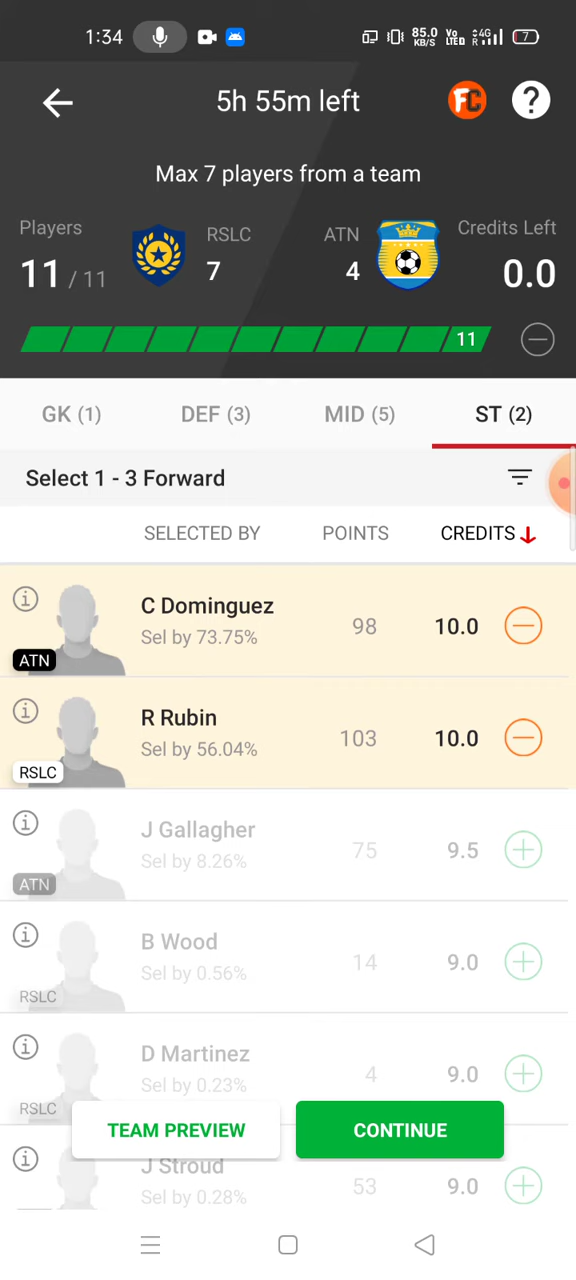 1:34 85.0 KB/S Vo LTED 4G R 7
5h 55m left FC ?
Max 7 players from a team
Players RSLC ATN Credits Left
11 / 11 7 4 0.0
11
GK (1) DEF (3) MID (5) ST (2)
Select 1 - 3 Forward
SELECTED BY POINTS CREDITS
C Dominguez
Sel by 73.75% 98 10.0
ATN
R Rubin
Sel by 56.04% 103 10.0
RSLC
J Gallagher
Sel by 8.26% 75 9.5
ATN
B Wood
Sel by 0.56% 14 9.0
RSLC
D Martinez
Sel by 0.23% 4 9.0
RSLC
TEAM PREVIEW CONTINUE
J Stroud
Sel by 0.28% 53 9.0